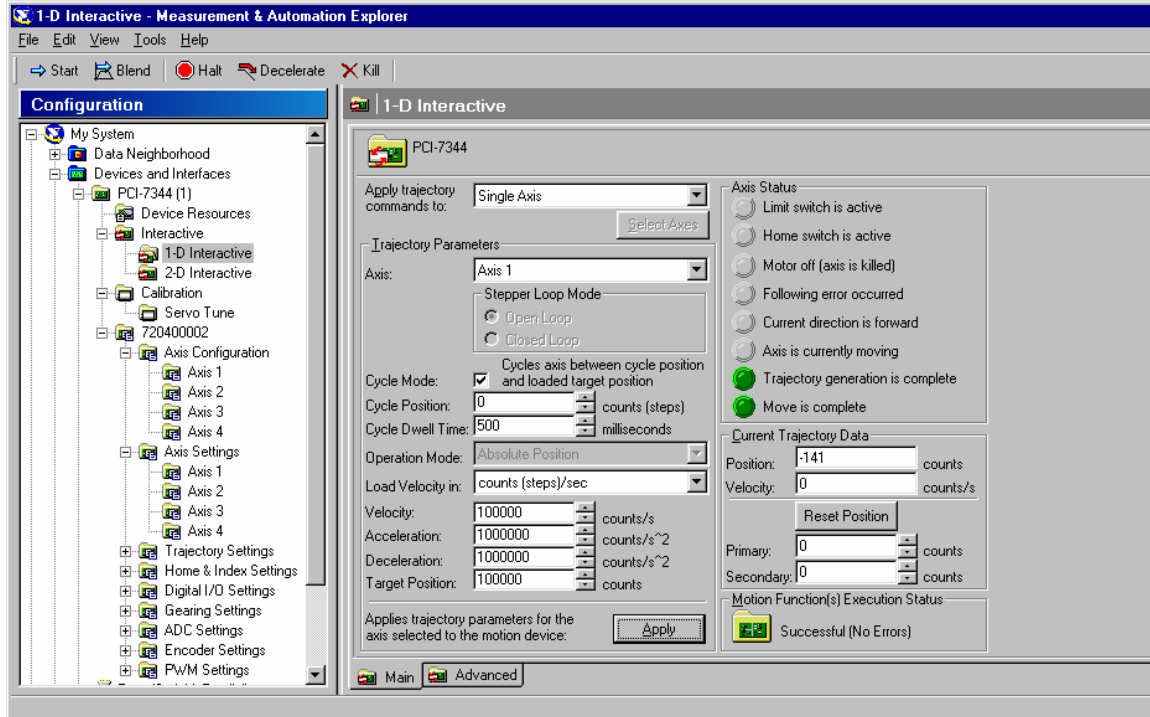 1-D Interactive - Measurement & Automation Explorer
File Edit View Tools Help
Start Blend Halt Decelerate Kill
Configuration
My System
Data Neighborhood
Devices and Interfaces
PCI-7344 (1)
Device Resources
Interactive
1-D Interactive
2-D Interactive
Calibration
Servo Tune
720400002
Axis Configuration
Axis 1
Axis 2
Axis 3
Axis 4
Axis Settings
Axis 1
Axis 2
Axis 3
Axis 4
Trajectory Settings
Home & Index Settings
Digital I/O Settings
Gearing Settings
ADC Settings
Encoder Settings
PWM Settings
1-D Interactive
PCI-7344
Apply trajectory
commands to:
Single Axis
Select Axes
Trajectory Parameters
Axis: Axis 1
Stepper Loop Mode
Open Loop
Closed Loop
Cycle Mode:
Cycles axis between cycle position
and loaded target position
Cycle Position: 0 counts (steps)
Cycle Dwell Time: 500 milliseconds
Operation Mode: Absolute Position
Load Velocity in: counts (steps)/sec
Velocity: 100000 counts/s
Acceleration: 1000000 counts/s^2
Deceleration: 1000000 counts/s^2
Target Position: 100000 counts
Applies trajectory parameters for the
axis selected to the motion device:
Apply
Axis Status
Limit switch is active
Home switch is active
Motor off (axis is killed)
Following error occurred
Current direction is forward
Axis is currently moving
Trajectory generation is complete
Move is complete
Current Trajectory Data
Position: -141 counts
Velocity: 0 counts/s
Reset Position
Primary: 0 counts
Secondary: 0 counts
Motion Function(s) Execution Status
Successful (No Errors)
Main Advanced